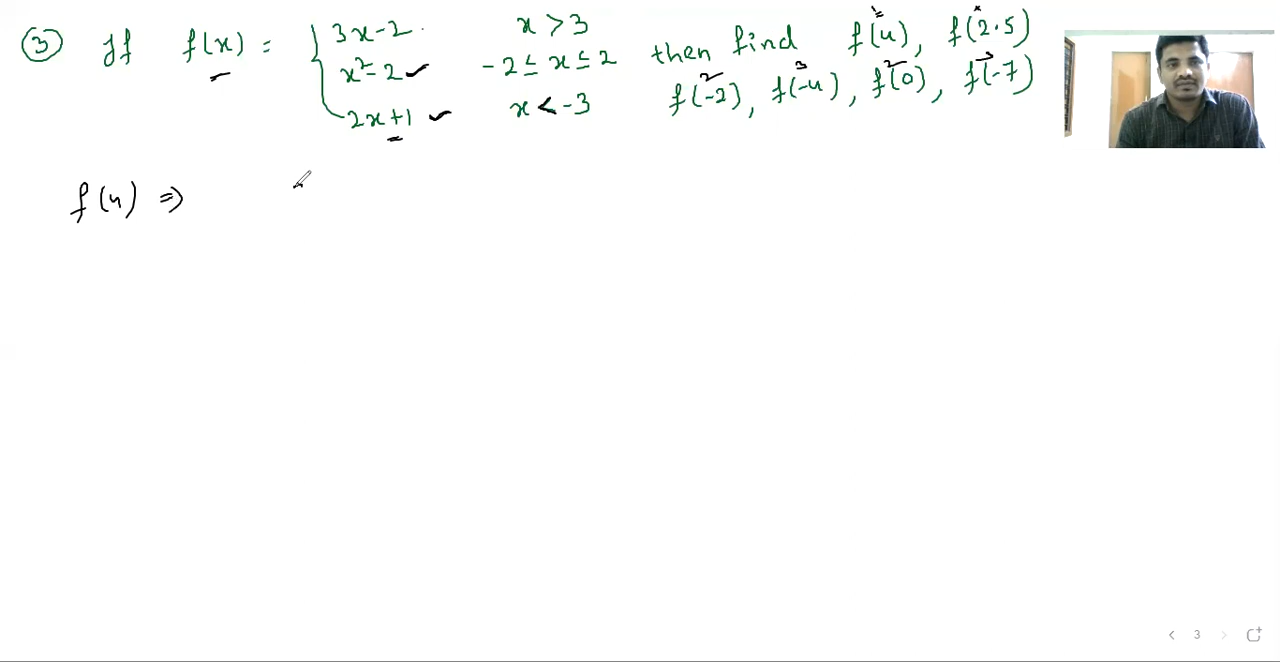 ③ If f(x) = { 3x-2 x > 3 then find f(4), f(2.5)
x²-2 -2 ≤ x ≤ 2 f(-2), f(-4), f(0), f(-7)
2x+1 x < -3
f(4) ⇒
3